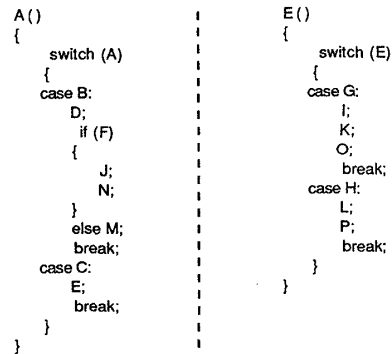 A ()
{
switch (A)
{
case B:
D;
if (F)
{
J;
N;
}
else M;
break;
case C:
E;
break;
}
}
E ()
{
switch (E)
{
case G:
I;
K;
O;
break;
case H:
L;
P;
break;
}
}